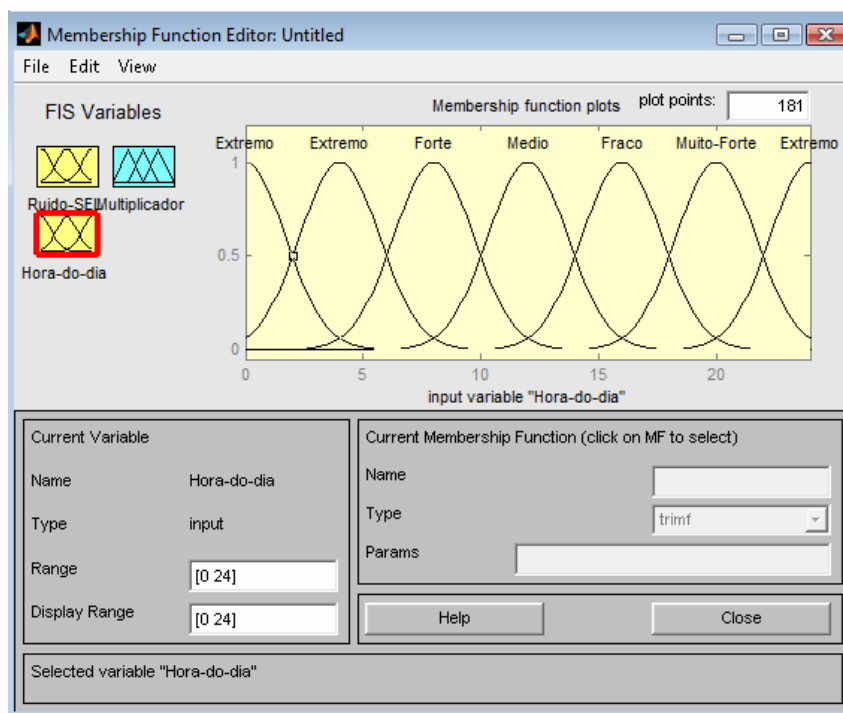 Membership Function Editor: Untitled
File Edit View
FIS Variables
Membership function plots plot points: 181
Extremo Extremo Forte Medio Fraco Muito-Forte Extremo
1
0.5
0
0 5 10 15 20
input variable "Hora-do-dia"
Ruido-SEL Multiplicador
Hora-do-dia
Current Variable
Name Hora-do-dia
Type input
Range [0 24]
Display Range [0 24]
Current Membership Function (click on MF to select)
Name
Type trimf
Params
Help Close
Selected variable "Hora-do-dia"